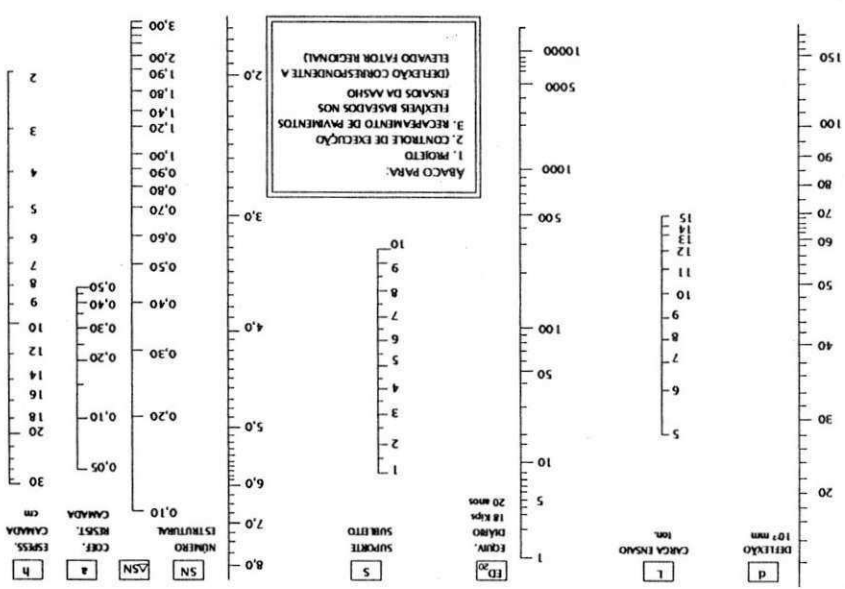 d
DEFLEXÃO
mm
20
30
40
50
60
70
80
90
100
150
L
CARGA ENSAIO
ton.
5
6
7
8
9
10
11
12
13
14
15
ED20
EQUIV.
DIÁRIO
18 Kips
20 anos
1
5
10
50
100
500
1000
5000
10000
S
SUPORTE
SUBLEITO
1
2
3
4
5
6
7
8
9
10
SN
△SN
NÚMERO
ESTRUTURAL
8,0
7,0
6,0
5,0
4,0
3,0
2,0
0,10
0,20
0,30
0,40
0,50
0,60
0,70
0,80
0,90
1,00
1,20
1,40
1,80
1,90
2,00
3,00
a
COEF.
RESIST.
CAMADA
0,05
0,10
0,20
0,30
0,40
0,50
h
ESPESS.
CAMADA
cm
30
20
18
16
14
12
10
9
8
7
6
5
4
3
2
ÁBACO PARA:
1. PROJETO
2. CONTROLE DE EXECUÇÃO
3. RECAPEAMENTO DE PAVIMENTOS
FLEXÍVEIS BASEADOS NOS
ENSAIOS DA AASHO
(DEFLEXÃO CORRESPONDENTE A
ELEVADO FATOR REGIONAL)